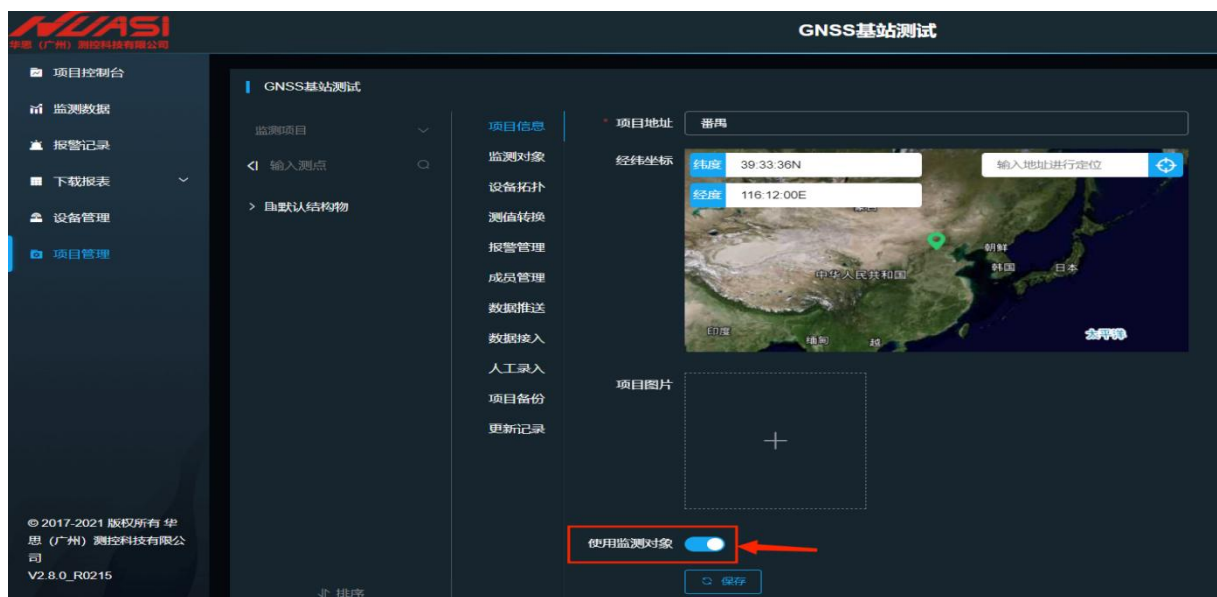 HUASI
华思（广州）测控科技有限公司
GNSS基站测试
项目控制台
监测数据
报警记录
下载报表
设备管理
项目管理
©2017-2021 版权所有 华
思（广州）测控科技有限公
司
V2.8.0_R0215
GNSS基站测试
监测项目
输入测点
默认结构物
排序
项目信息
监测对象
设备拓扑
测值转换
报警管理
成员管理
数据推送
数据接入
人工录入
项目备份
更新记录
* 项目地址 番禺
经纬坐标
纬度 39:33:36N
输入地址进行定位
经度 116:12:00E
蒙古
朝鲜
中华人民共和国
韩国
日本
印度
缅甸
越
太平洋
项目图片
使用监测对象
保存